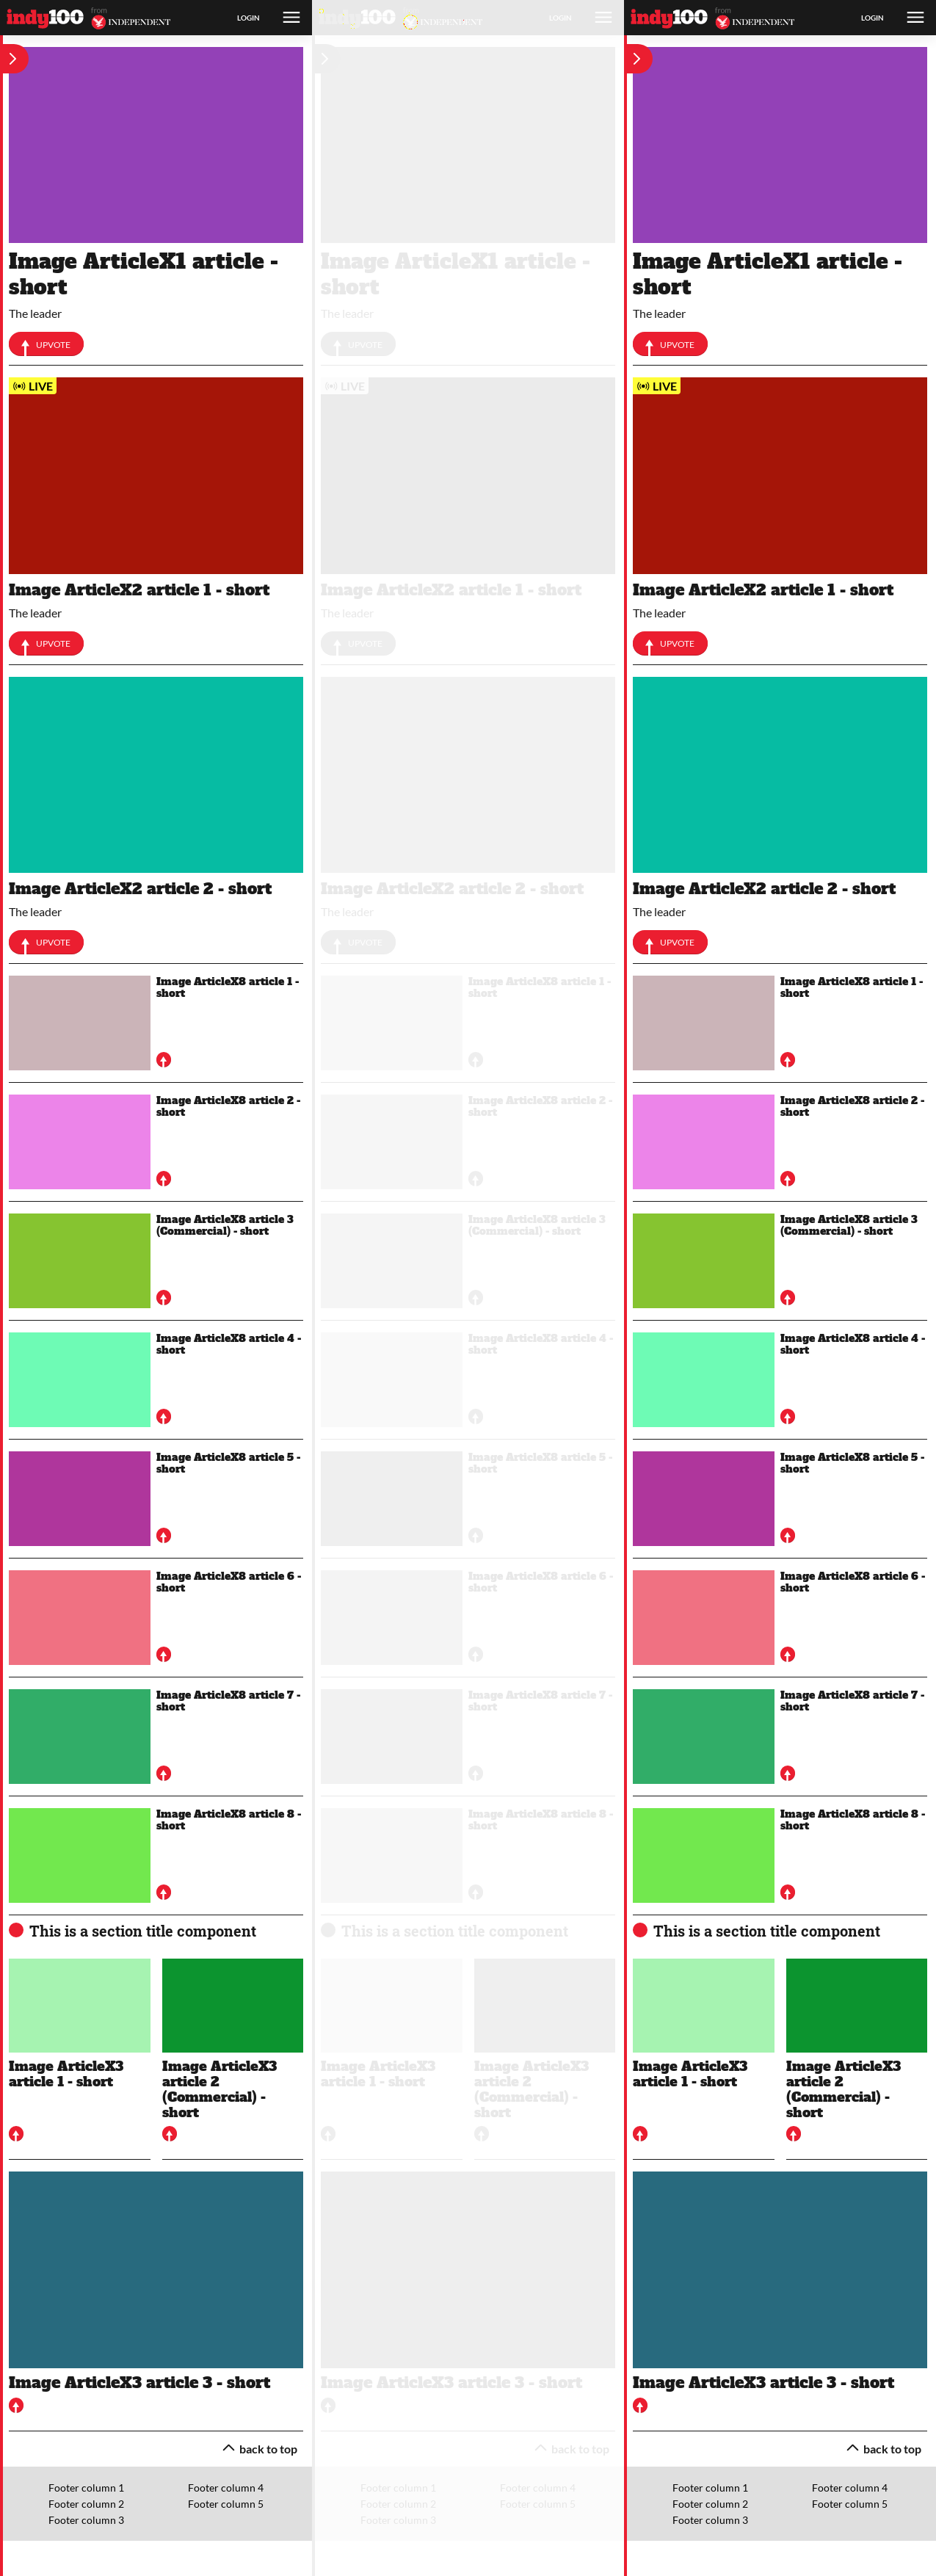 indy100 from INDEPENDENT LOGIN
Image ArticleX1 article -
short
The leader
UPVOTE
LIVE
Image ArticleX2 article 1 - short
The leader
UPVOTE
Image ArticleX2 article 2 - short
The leader
UPVOTE
Image ArticleX8 article 1 -
short
Image ArticleX8 article 2 -
short
Image ArticleX8 article 3
(Commercial) - short
Image ArticleX8 article 4 -
short
Image ArticleX8 article 5 -
short
Image ArticleX8 article 6 -
short
Image ArticleX8 article 7 -
short
Image ArticleX8 article 8 -
short
This is a section title component
Image ArticleX3
article 1 - short
Image ArticleX3
article 2
(Commercial) -
short
Image ArticleX3 article 3 - short
back to top
Footer column 1
Footer column 2
Footer column 3
Footer column 4
Footer column 5
indy100 INDEPENDENT LOGIN
Image ArticleX1 article -
short
The leader
UPVOTE
LIVE
Image ArticleX2 article 1 - short
The leader
UPVOTE
Image ArticleX2 article 2 - short
The leader
UPVOTE
Image ArticleX8 article 1 -
short
Image ArticleX8 article 2 -
short
Image ArticleX8 article 3
(Commercial) - short
Image ArticleX8 article 4 -
short
Image ArticleX8 article 5 -
short
Image ArticleX8 article 6 -
short
Image ArticleX8 article 7 -
short
Image ArticleX8 article 8 -
short
This is a section title component
Image ArticleX3
article 1 - short
Image ArticleX3
article 2
(Commercial) -
short
Image ArticleX3 article 3 - short
back to top
Footer column 1
Footer column 2
Footer column 3
Footer column 4
Footer column 5
indy100 from INDEPENDENT LOGIN
Image ArticleX1 article -
short
The leader
UPVOTE
LIVE
Image ArticleX2 article 1 - short
The leader
UPVOTE
Image ArticleX2 article 2 - short
The leader
UPVOTE
Image ArticleX8 article 1 -
short
Image ArticleX8 article 2 -
short
Image ArticleX8 article 3
(Commercial) - short
Image ArticleX8 article 4 -
short
Image ArticleX8 article 5 -
short
Image ArticleX8 article 6 -
short
Image ArticleX8 article 7 -
short
Image ArticleX8 article 8 -
short
This is a section title component
Image ArticleX3
article 1 - short
Image ArticleX3
article 2
(Commercial) -
short
Image ArticleX3 article 3 - short
back to top
Footer column 1
Footer column 2
Footer column 3
Footer column 4
Footer column 5